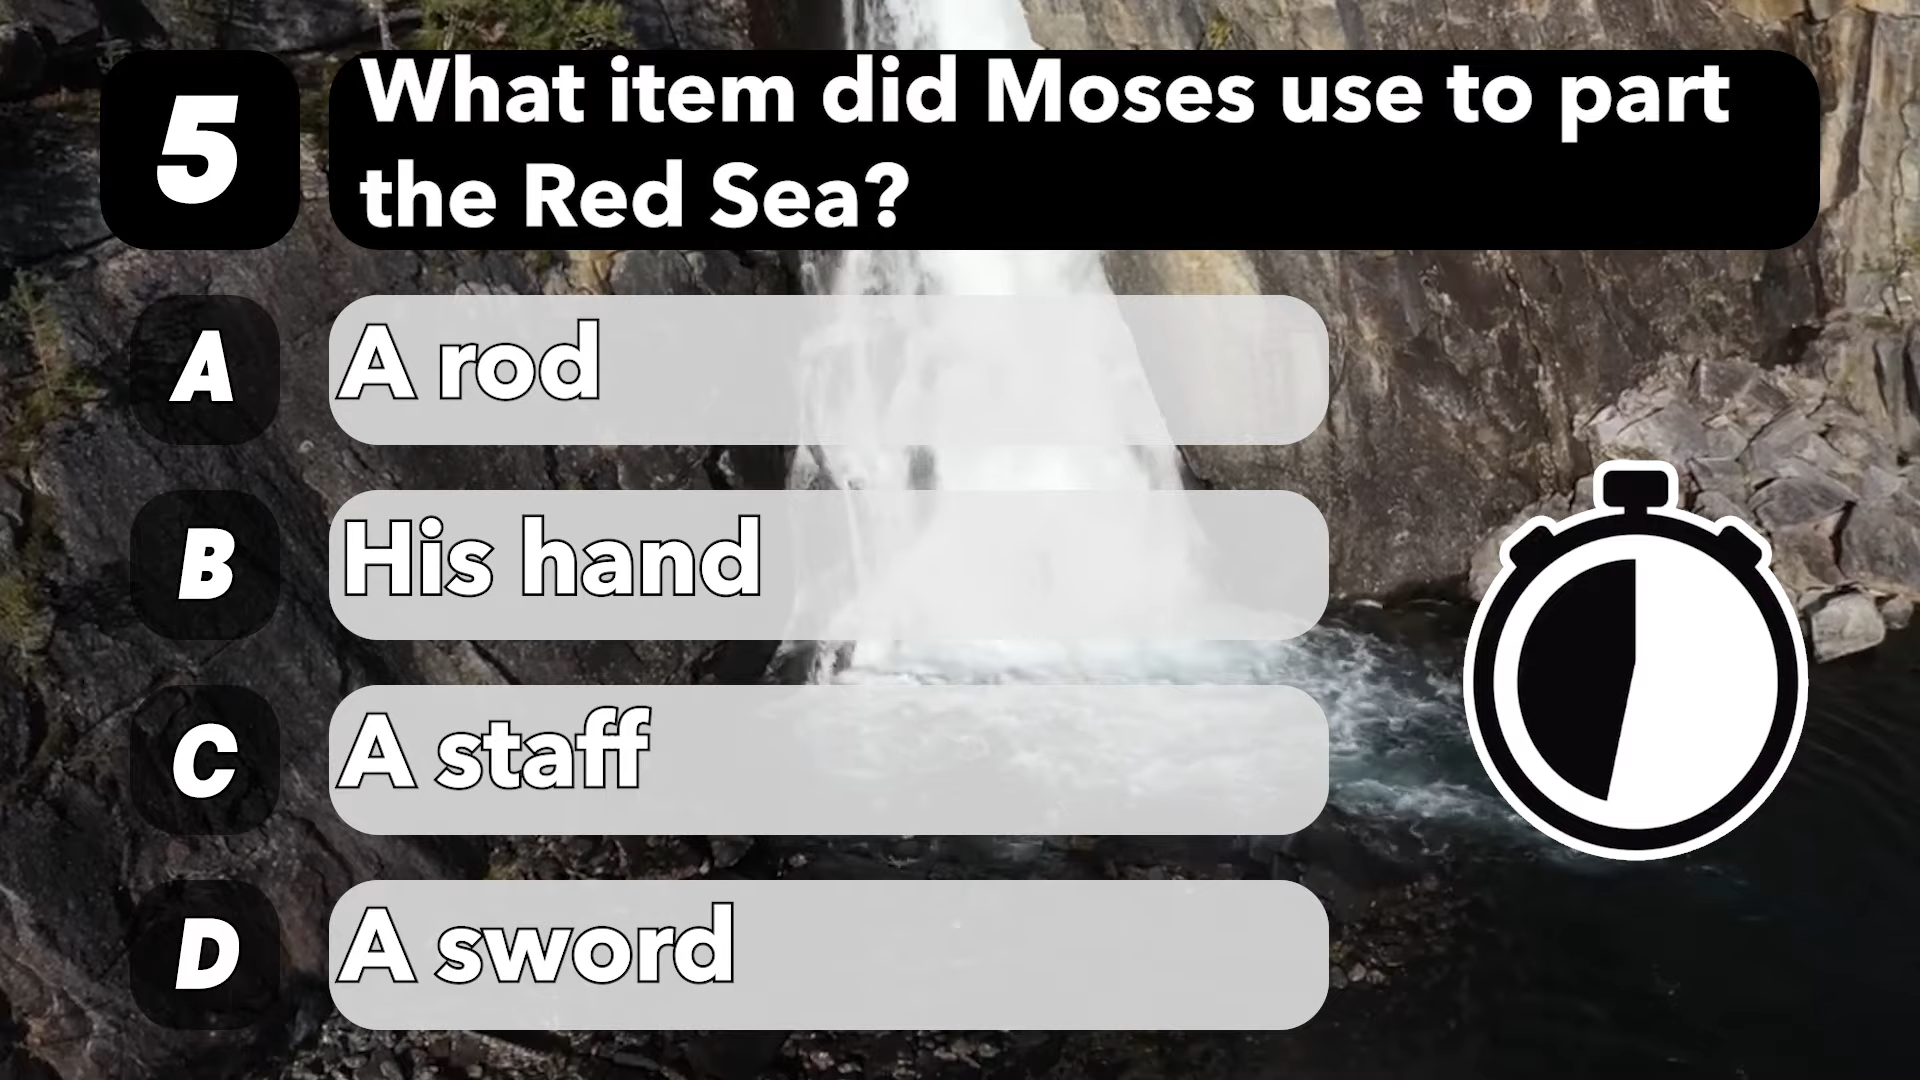 5
What item did Moses use to part
the Red Sea?
A
A rod
B
His hand
C
A staff
D
A sword